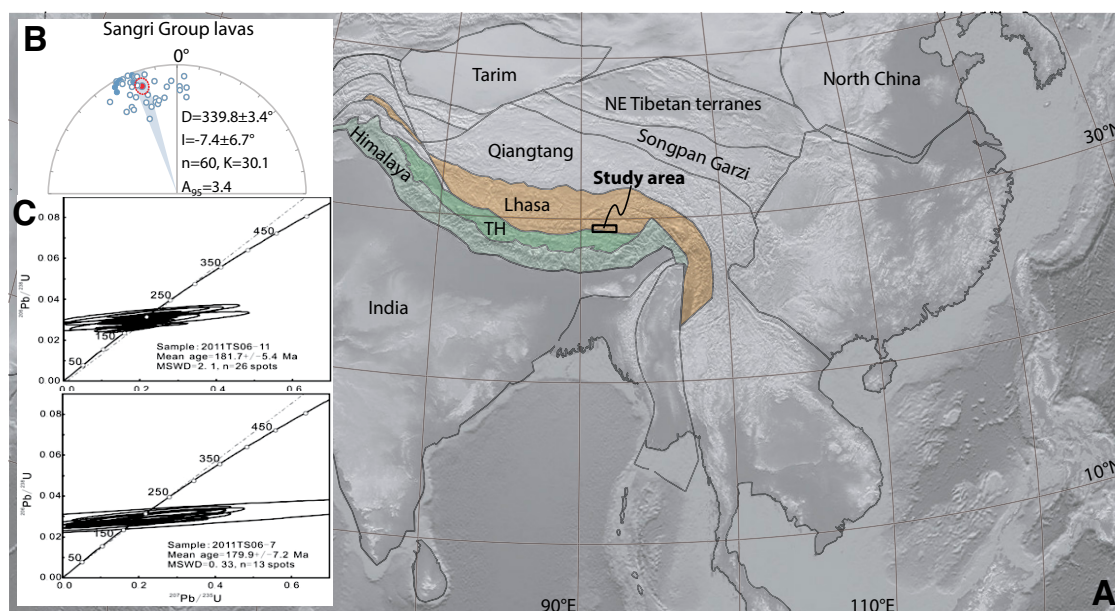 B
Sangri Group lavas
0°
D=339.8±3.4°
I=-7.4±6.7°
n=60, K=30.1
A95=3.4
C
0 08
0 06
0 04
0 02
0 00
206Pb/238U
50
150
250
350
450
Sample: 2011TS06-11
Mean age=181.7+/-5.4 Ma
MSWD=2. 1, n=26 spots
0.0
0.2
0.4
0.6
0 08
0 06
0 04
0 02
0.00
206Pb/238U
50
150
250
350
450
Sample: 2011TS06-7
Mean age=179.9+/-7.2 Ma
MSWD=0. 33, n=13 spots
0.0
0.2
0.4
0.6
207Pb/235U
Tarim
North China
NE Tibetan terranes
Songpan Garzi
Qiangtang
Himalaya
Study area
Lhasa
TH
India
30°N
10°N
90°E
110°E
A